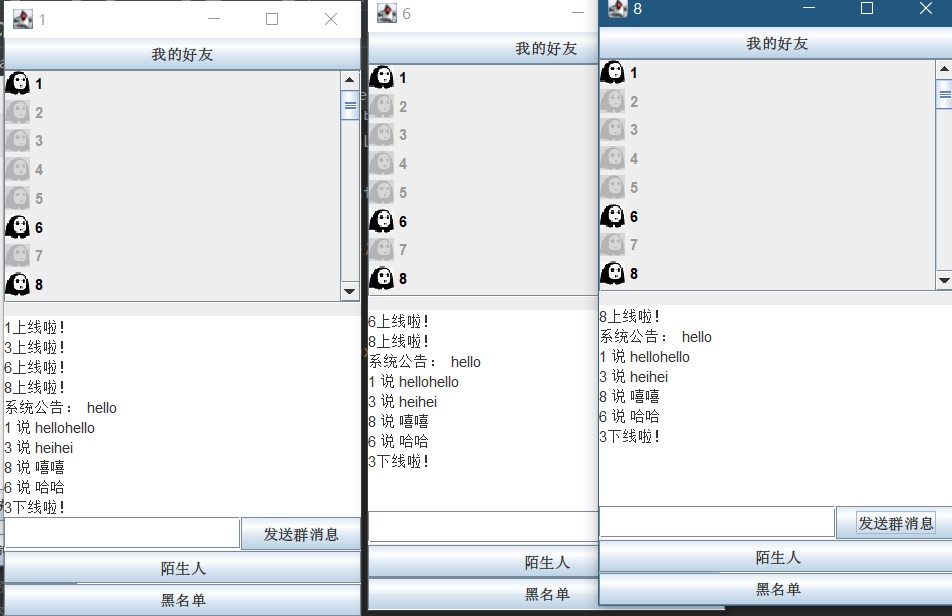 1
我的好友
1
2
3
4
5
6
7
8
1上线啦！
3上线啦！
6上线啦！
8上线啦！
系统公告： hello
1 说 hellohello
3 说 heihei
8 说 嘻嘻
6 说 哈哈
3下线啦！
发送群消息
陌生人
黑名单
6
我的好友
1
2
3
4
5
6
7
8
6上线啦！
8上线啦！
系统公告： hello
1 说 hellohello
3 说 heihei
8 说 嘻嘻
6 说 哈哈
3下线啦！
陌生人
黑名单
8
我的好友
1
2
3
4
5
6
7
8
8上线啦！
系统公告： hello
1 说 hellohello
3 说 heihei
8 说 嘻嘻
6 说 哈哈
3下线啦！
发送群消息
陌生人
黑名单